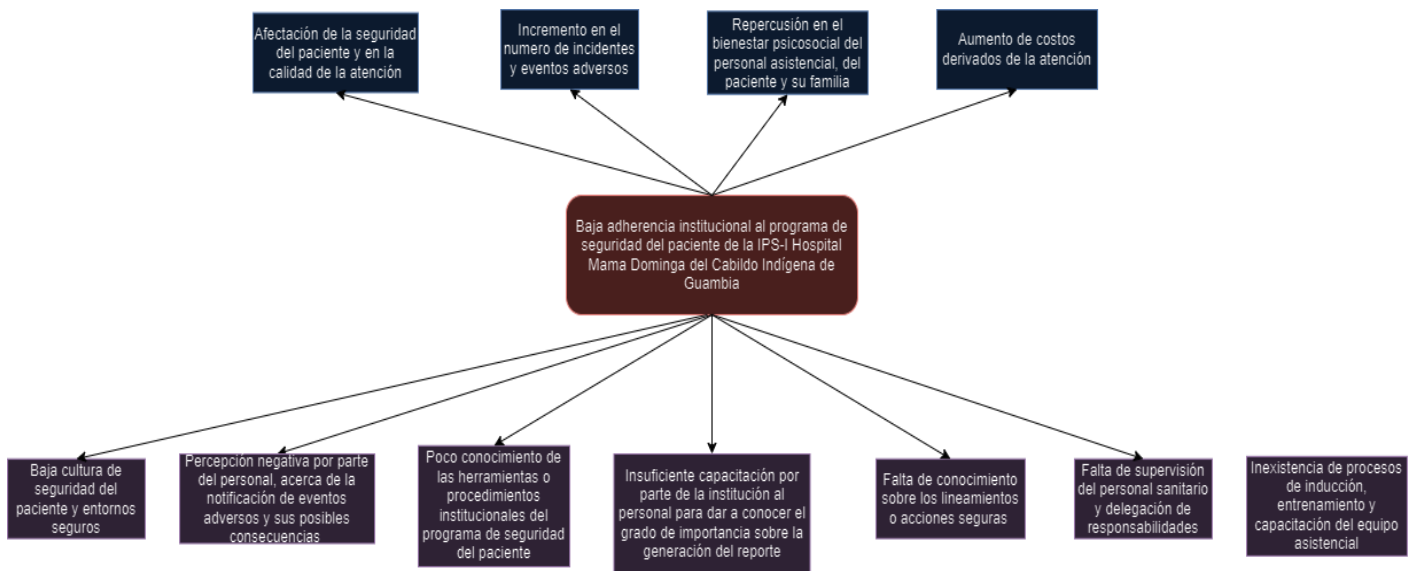 Afectación de la seguridad
del paciente y en la
calidad de la atención
Incremento en el
numero de incidentes
y eventos adversos
Repercusión en el
bienestar psicosocial del
personal asistencial, del
paciente y su familia
Aumento de costos
derivados de la atención
Baja adherencia institucional al programa de
seguridad del paciente de la IPS-I Hospital
Mama Dominga del Cabildo Indígena de
Guambia
Baja cultura de
seguridad del
paciente y entornos
seguros
Percepción negativa por parte
del personal, acerca de la
notificación de eventos
adversos y sus posibles
consecuencias
Poco conocimiento de
las herramientas o
procedimientos
institucionales del
programa de seguridad
del paciente
Insuficiente capacitación por
parte de la institución al
personal para dar a conocer el
grado de importancia sobre la
generación del reporte
Falta de conocimiento
sobre los lineamientos
o acciones seguras
Falta de supervisión
del personal sanitario
y delegación de
responsabilidades
Inexistencia de procesos
de inducción,
entrenamiento y
capacitación del equipo
asistencial